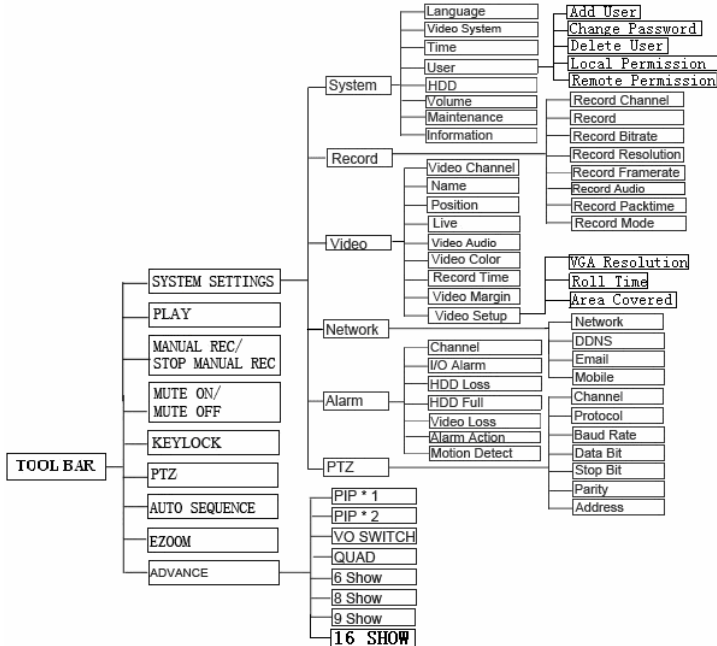 TOOL BAR
SYSTEM SETTINGS
PLAY
MANUAL REC/
STOP MANUAL REC
MUTE ON/
MUTE OFF
KEYLOCK
PTZ
AUTO SEQUENCE
EZOOM
ADVANCE
System
Record
Video
Network
Alarm
PTZ
Language
Video System
Time
User
HDD
Volume
Maintenance
Information
Add User
Change Password
Delete User
Local Permission
Remote Permission
Record Channel
Record
Record Bitrate
Record Resolution
Record Framerate
Record Audio
Record Packtime
Record Mode
Video Channel
Name
Position
Live
Video Audio
Video Color
Record Time
Video Margin
Video Setup
VGA Resolution
Roll Time
Area Covered
Network
DDNS
Email
Mobile
Channel
I/O Alarm
HDD Loss
HDD Full
Video Loss
Alarm Action
Motion Detect
Channel
Protocol
Baud Rate
Data Bit
Stop Bit
Parity
Address
PIP * 1
PIP * 2
VO SWITCH
QUAD
6 Show
8 Show
9 Show
16 SHOW